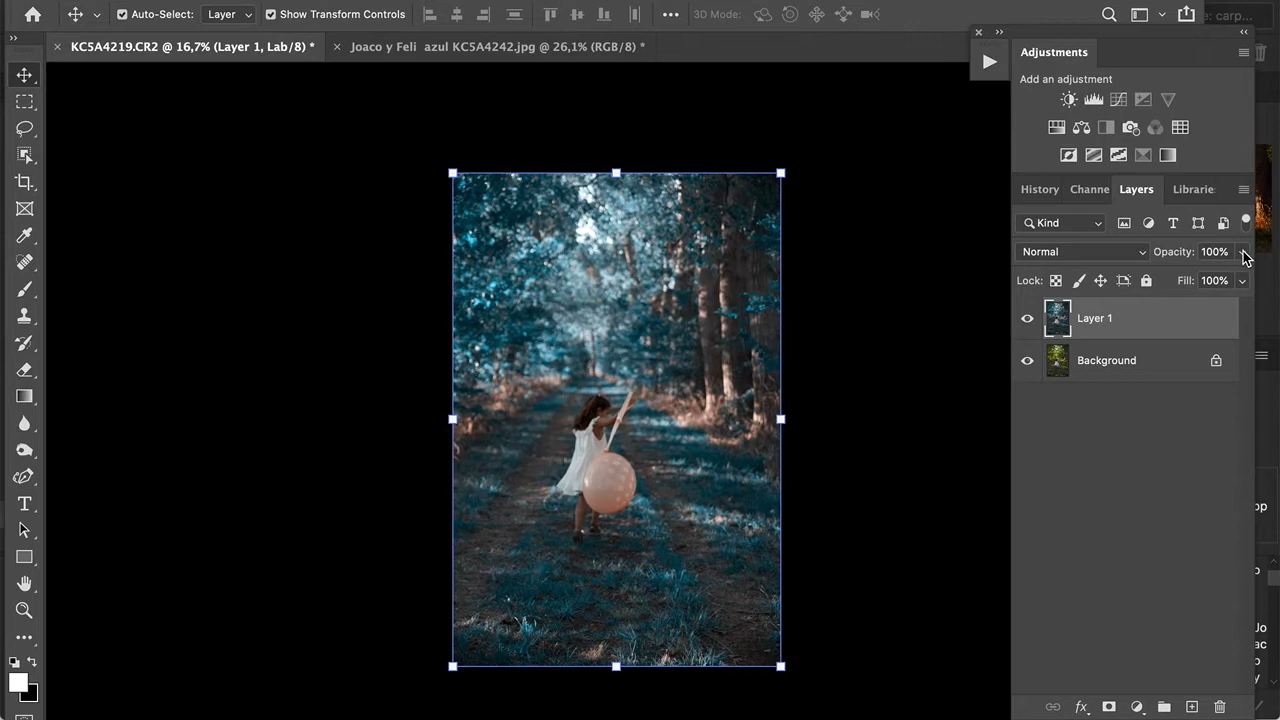 Auto-Select: Layer Show Transform Controls 3D Mode: : carp...
KC5A4219.CR2 @ 16,7% (Layer 1, Lab/8) * Joaco y Feli azul KC5A4242.jpg @ 26,1% (RGB/8) *
Adjustments
Add an adjustment
History Channe Layers Librarie
Kind
Normal Opacity: 100%
Lock: Fill: 100%
Layer 1
Background